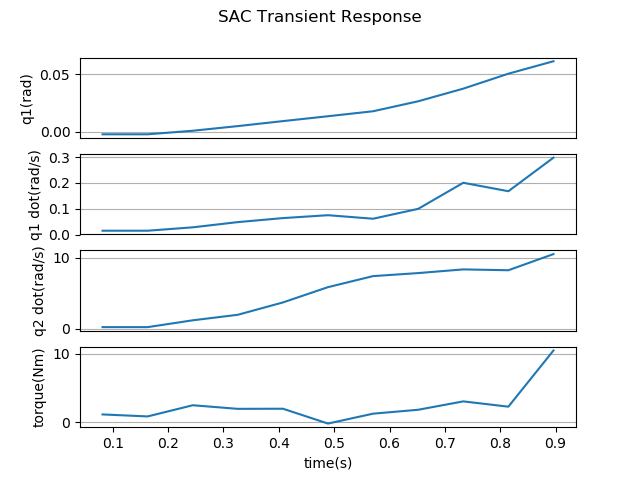 SAC Transient Response
0.05
0.00
q1(rad)
0.3
0.2
0.1
0.0
q1 dot(rad/s)
10
0
q2 dot(rad/s)
10
0
torque(Nm)
0.1 0.2 0.3 0.4 0.5 0.6 0.7 0.8 0.9
time(s)